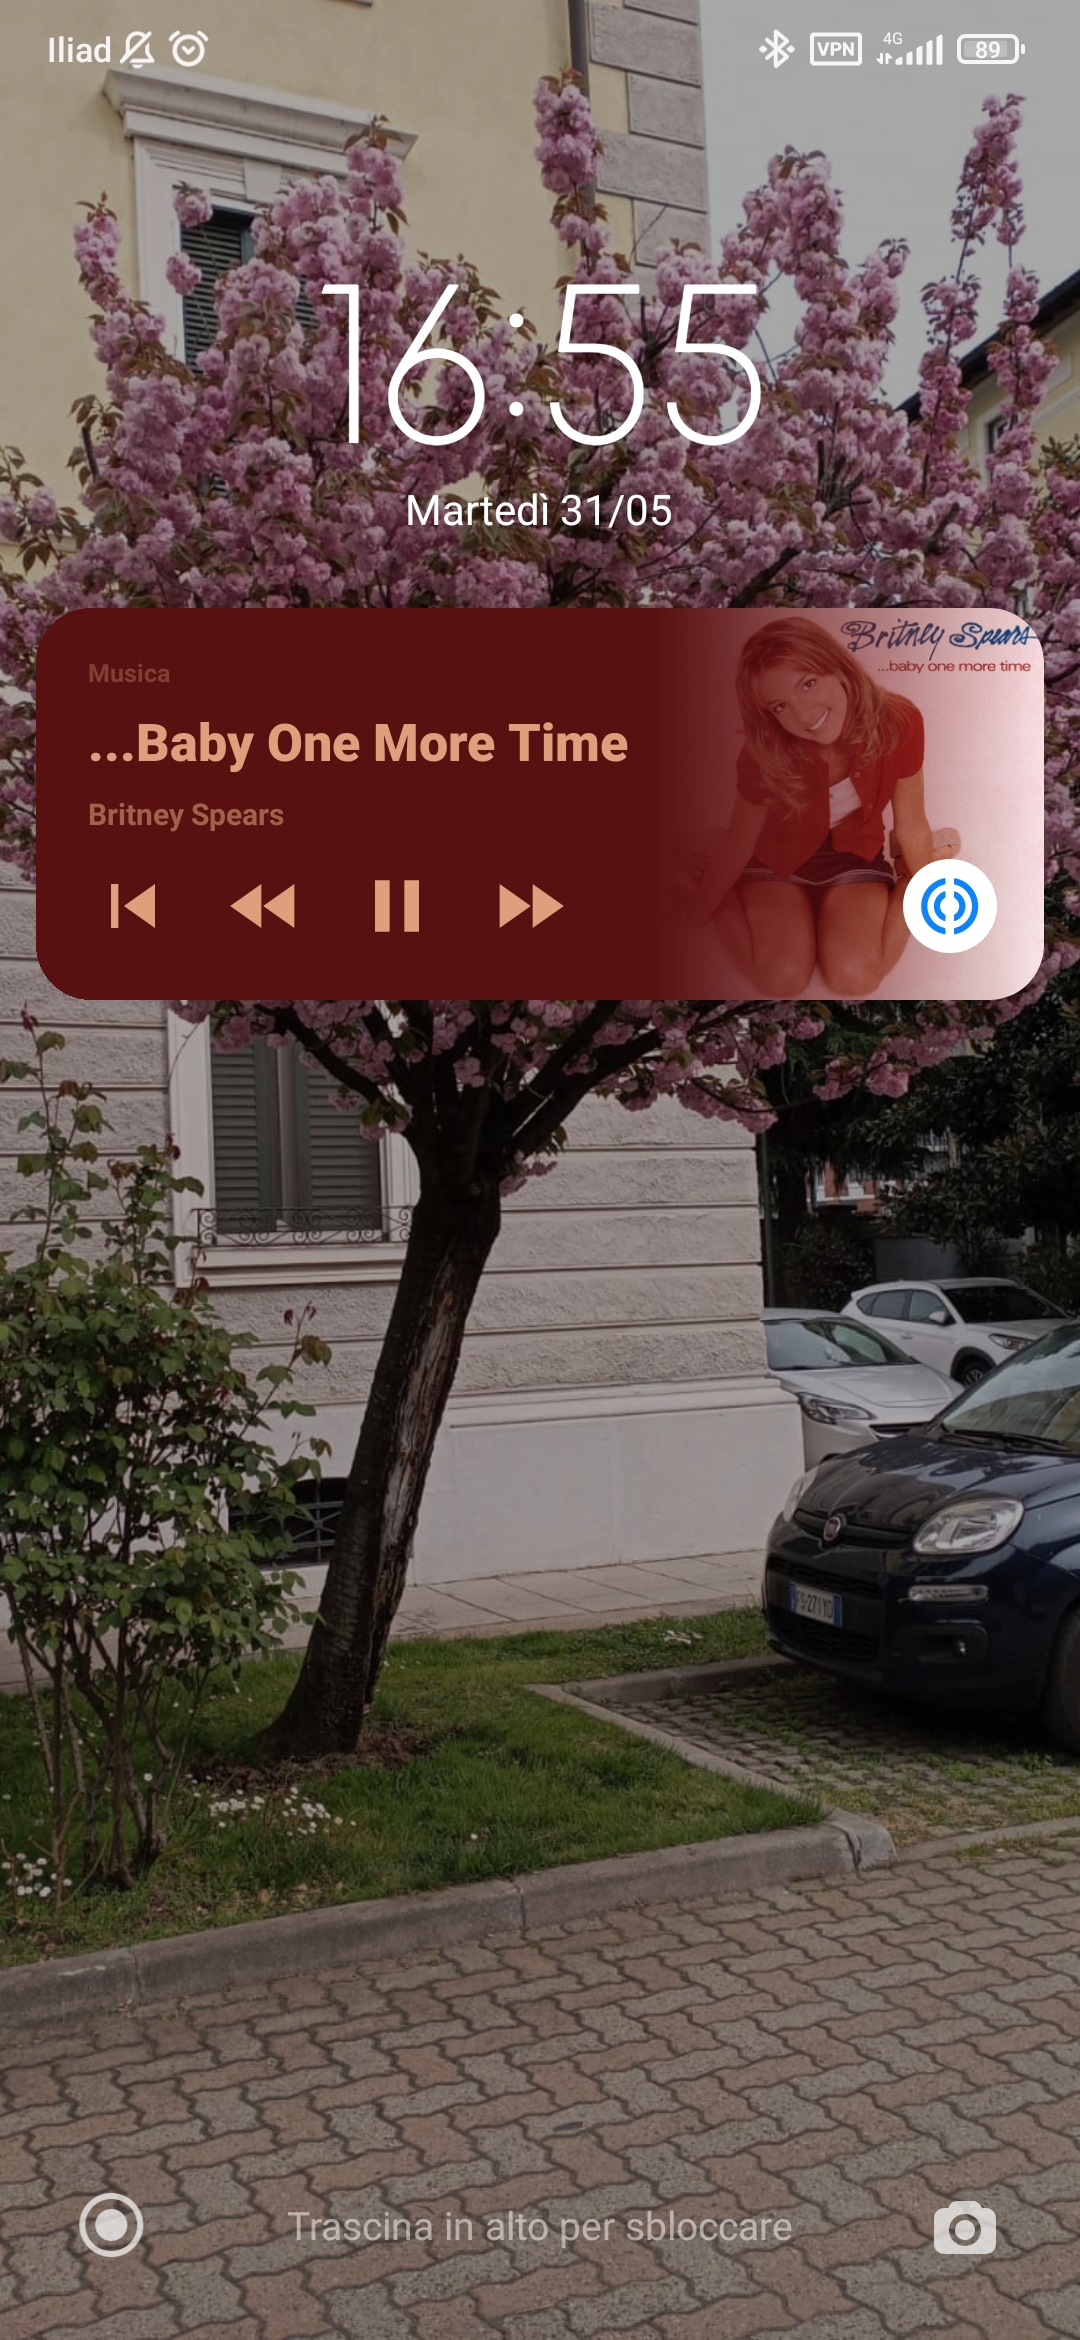 Iliad
VPN
4G
89
16:55
Martedì 31/05
Musica
...Baby One More Time
Britney Spears
Britney Spears
...baby one more time
Trascina in alto per sbloccare